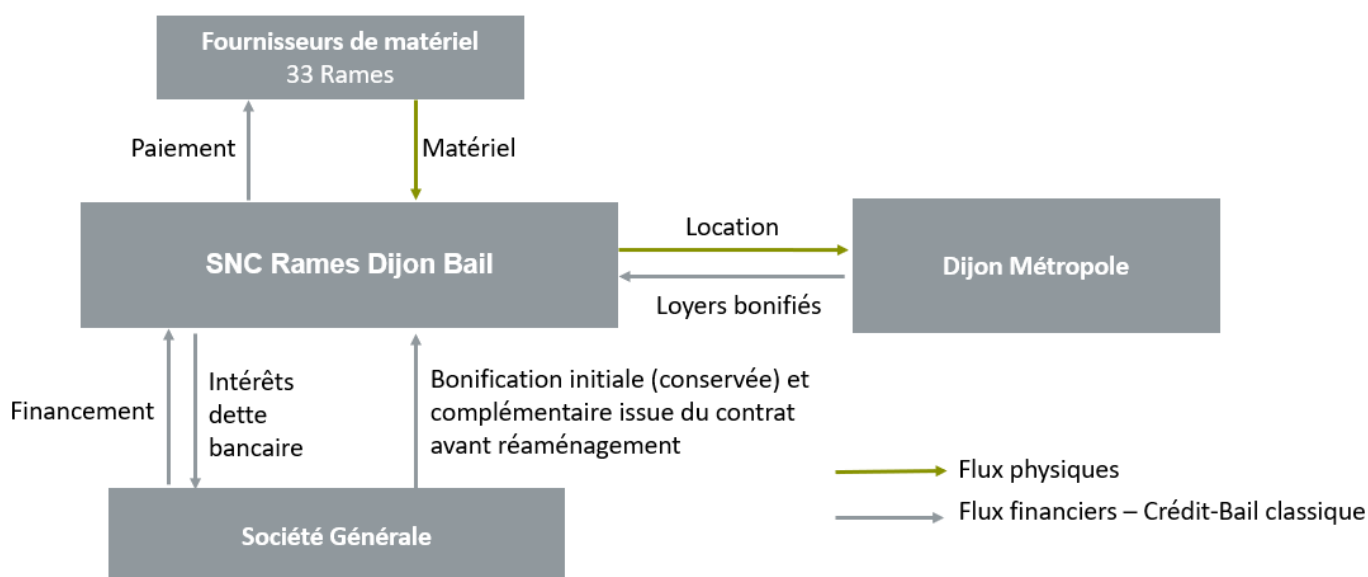 Fournisseurs de matériel
33 Rames
Paiement
Matériel
SNC Rames Dijon Bail
Location
Loyers bonifiés
Dijon Métropole
Financement
Intérêts
dette
bancaire
Bonification initiale (conservée) et
complémentaire issue du contrat
avant réaménagement
Société Générale
Flux physiques
Flux financiers – Crédit-Bail classique